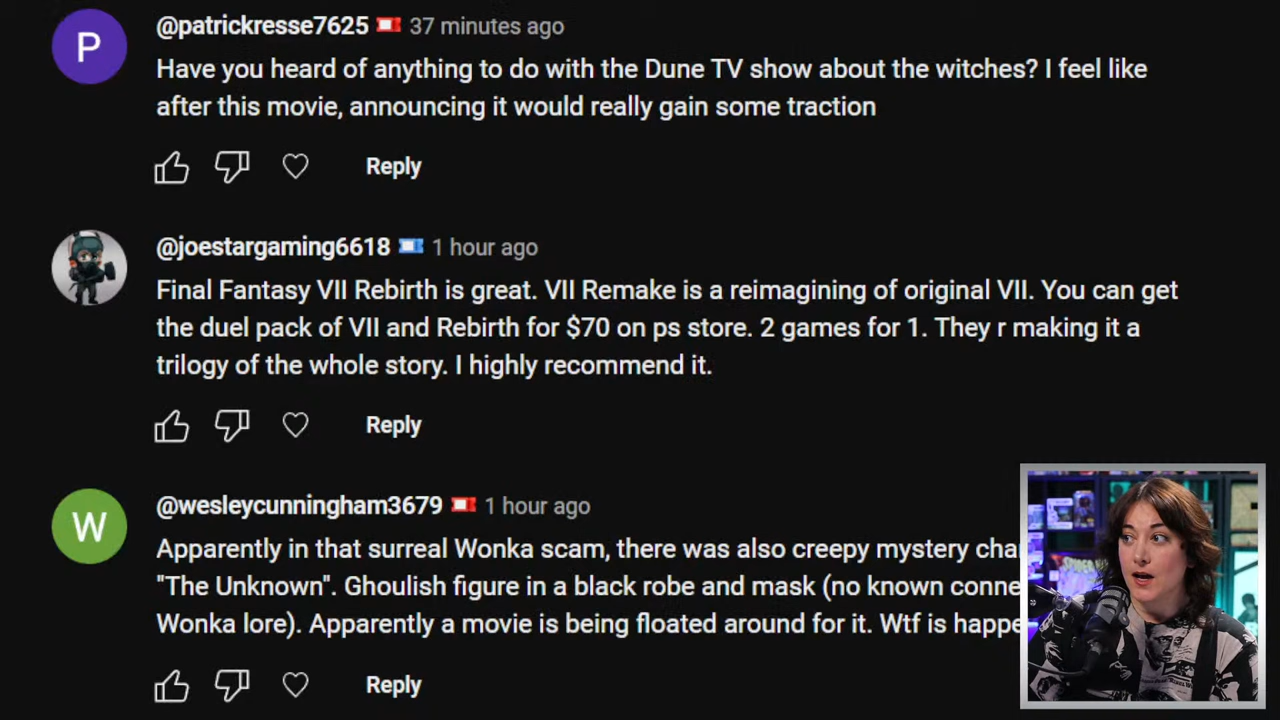 P
@patrickresse7625 37 minutes ago
Have you heard of anything to do with the Dune TV show about the witches? I feel like
after this movie, announcing it would really gain some traction
Reply
@joestargaming6618 1 hour ago
Final Fantasy VII Rebirth is great. VII Remake is a reimagining of original VII. You can get
the duel pack of VII and Rebirth for $70 on ps store. 2 games for 1. They r making it a
trilogy of the whole story. I highly recommend it.
Reply
W
@wesleycunningham3679 1 hour ago
Apparently in that surreal Wonka scam, there was also creepy mystery cha
"The Unknown". Ghoulish figure in a black robe and mask (no known conne
Wonka lore). Apparently a movie is being floated around for it. Wtf is happe
Reply